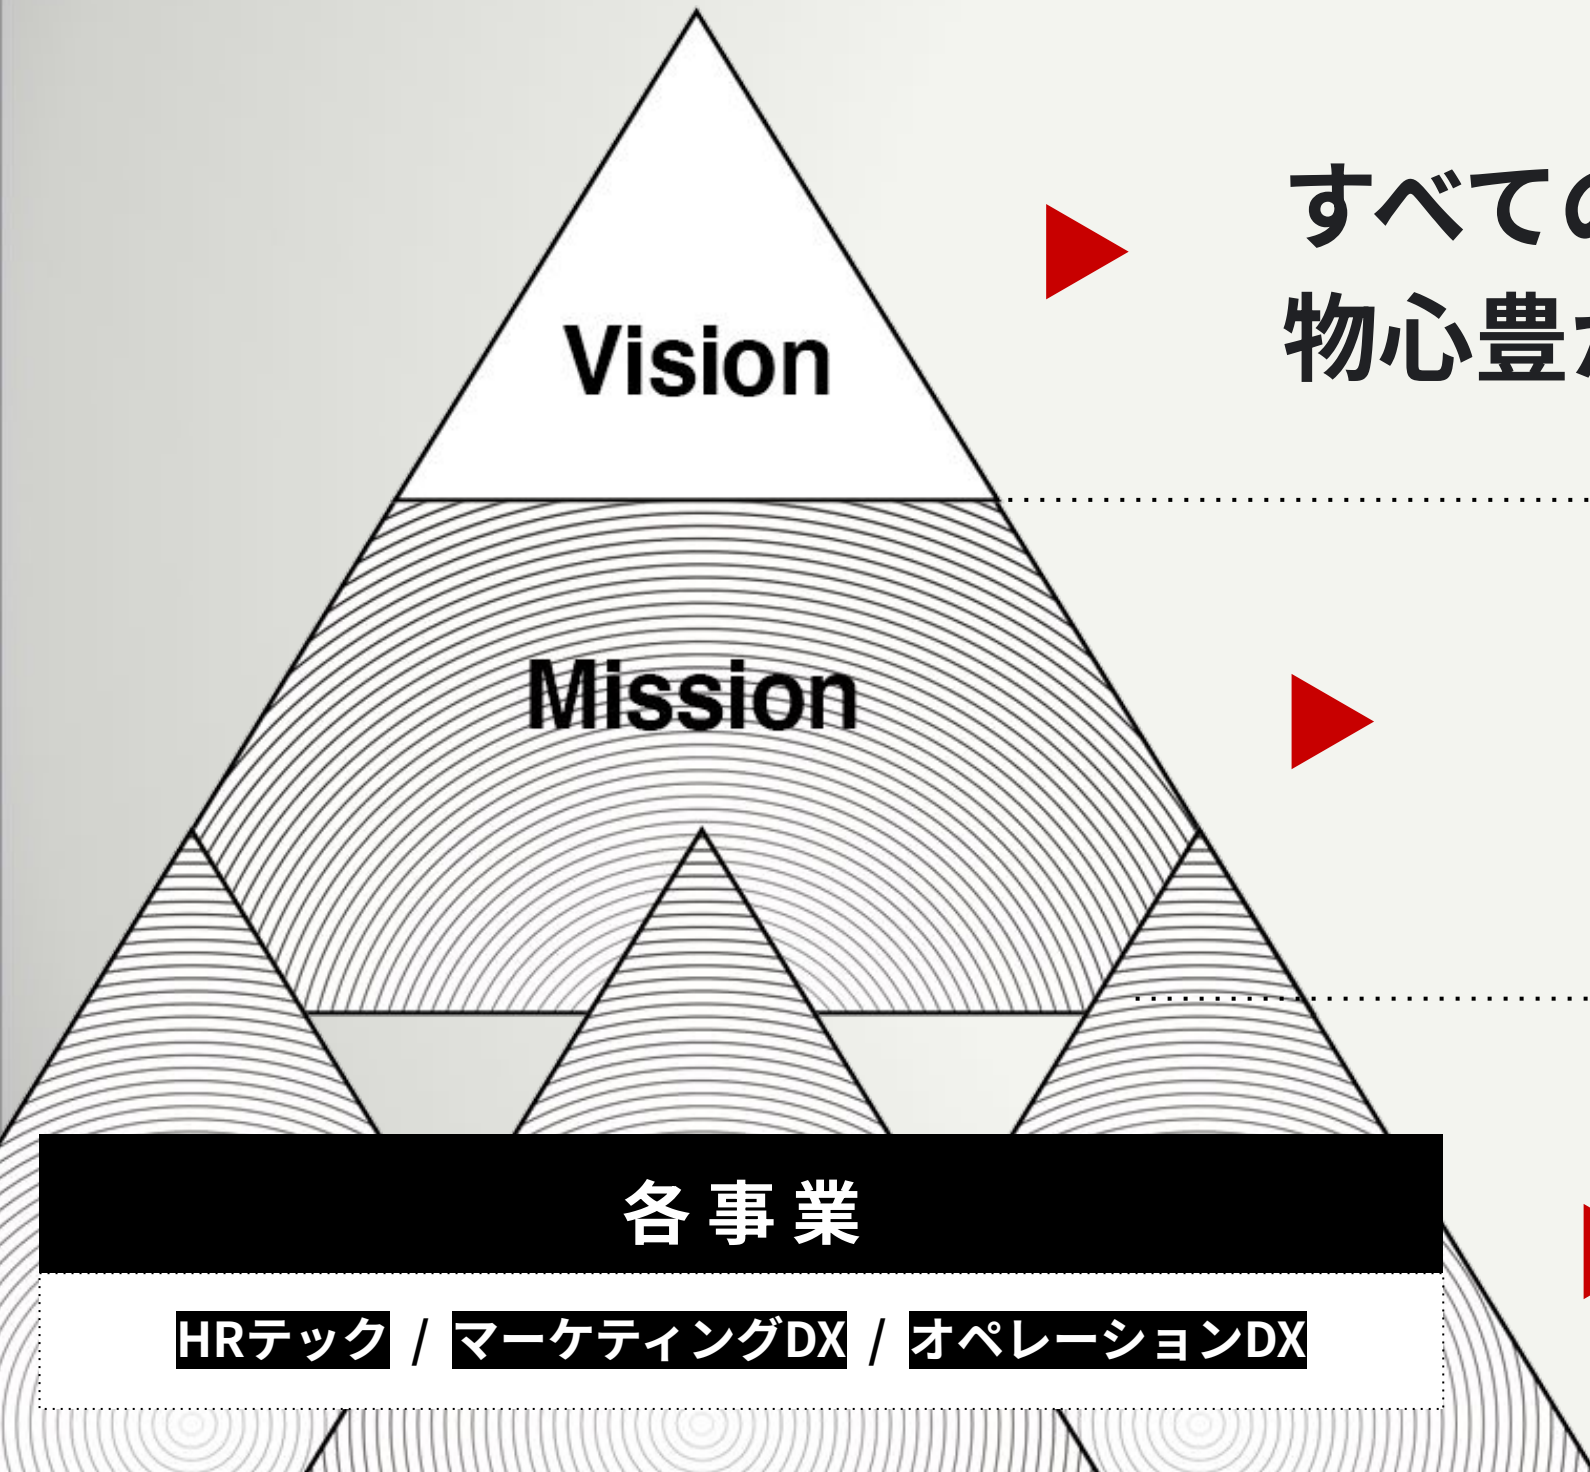 Vision
すべての
物心豊か
Mission
各事業
HRテック / マーケティングDX / オペレーションDX